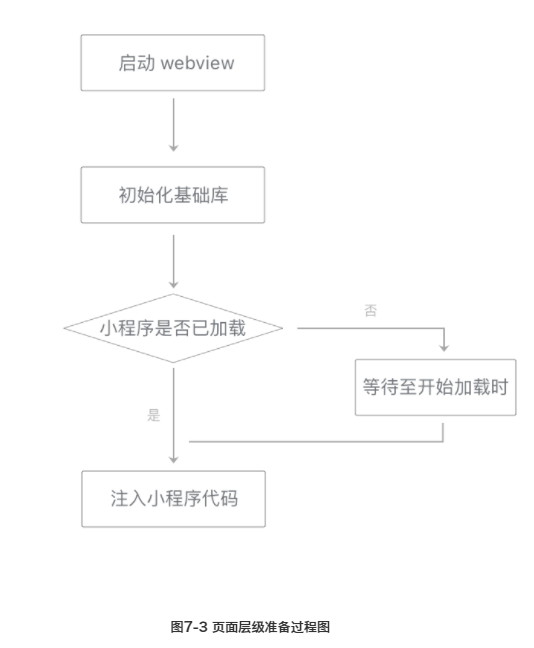 启动 webview
初始化基础库
小程序是否已加载
否
等待至开始加载时
是
注入小程序代码
图7-3 页面层级准备过程图